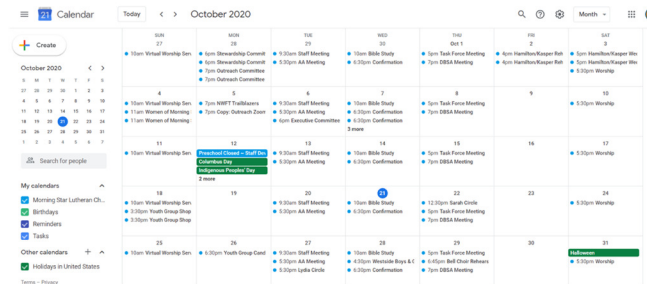 Calendar
Today
October 2020
Month
Create
October 2020
S M T W T F S
27 28 29 30 1 2 3
4 5 6 7 8 9 10
11 12 13 14 15 16 17
18 19 20 21 22 23 24
25 26 27 28 29 30 31
1 2 3 4 5 6 7
Search for people
My calendars
Morning Star Lutheran Ch...
Birthdays
Reminders
Tasks
Other calendars
Holidays in United States
Terms – Privacy
SUN MON TUE WED THU FRI SAT
27 28 29 30 Oct 1 2 3
10am Virtual Worship Serv
6pm Stewardship Committ
6pm Stewardship Committ
7pm Outreach Committee
7pm Outreach Committee
9:30am Staff Meeting
5:30pm AA Meeting
10am Bible Study
6:30pm Confirmation
5pm Task Force Meeting
7pm DBSA Meeting
4pm Hamilton/Kasper Reh
4pm Hamilton/Kasper Reh
5pm Hamilton/Kasper Wed
5pm Hamilton/Kasper Wed
5:30pm Worship
4 5 6 7 8 9 10
10am Virtual Worship Serv
11am Women of Morning
11am Women of Morning
7pm NWFT Trailblazers
7pm Copy: Outreach Zoom
9:30am Staff Meeting
5:30pm AA Meeting
6pm Executive Committee
10am Bible Study
6:30pm Confirmation
6:30pm Confirmation
3 more
5pm Task Force Meeting
7pm DBSA Meeting
5:30pm Worship
11 12 13 14 15 16 17
10am Virtual Worship Serv
Preschool Closed – Staff Dev
Columbus Day
Indigenous Peoples' Day
2 more
9:30am Staff Meeting
5:30pm AA Meeting
10am Bible Study
6:30pm Confirmation
5pm Task Force Meeting
7pm DBSA Meeting
5:30pm Worship
18 19 20 21 22 23 24
10am Virtual Worship Serv
3:30pm Youth Group Shop
3:30pm Youth Group Shop
9:30am Staff Meeting
5:30pm AA Meeting
10am Bible Study
6:30pm Confirmation
12:30pm Sarah Circle
5pm Task Force Meeting
7pm DBSA Meeting
5:30pm Worship
25 26 27 28 29 30 31
10am Virtual Worship Serv
6:30pm Youth Group Cand
9:30am Staff Meeting
5:30pm AA Meeting
5:30pm Lydia Circle
10am Bible Study
4:30pm Westside Boys & G
6:30pm Confirmation
5pm Task Force Meeting
6:45pm Bell Choir Rehears
7pm DBSA Meeting
Halloween
5:30pm Worship